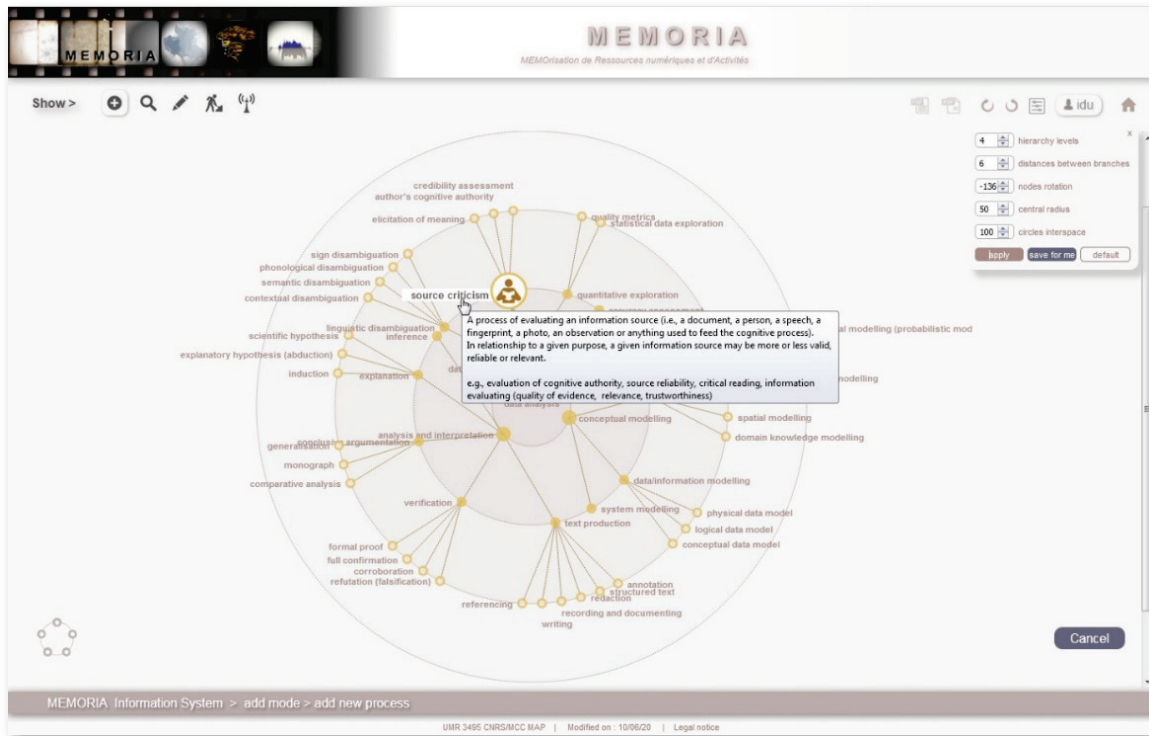 MEMORIA
MEMORIA
MEMOrisation de Ressources numériques et d'Activités
Show >
idu
x
4 hierarchy levels
6 distances between branches
-136 nodes rotation
50 central radius
100 circles interspace
apply
save for me
default
credibility assessment
author's cognitive authority
elicitation of meaning
quality metrics
statistical data exploration
sign disambiguation
phonological disambiguation
semantic disambiguation
contextual disambiguation
source criticism
quantitative exploration
A process of evaluating an information source (i.e., a document, a person, a speech, a
fingerprint, a photo, an observation or anything used to feed the cognitive process).
In relationship to a given purpose, a given information source may be more or less valid,
reliable or relevant.
e.g., evaluation of cognitive authority, source reliability, critical reading, information
evaluating (quality of evidence, relevance, trustworthiness)
linguistic disambiguation
al modelling (probabilistic mod
scientific hypothesis
inference
explanatory hypothesis (abduction)
induction
explanation
modelling
data analysis
conceptual modelling
spatial modelling
analysis and interpretation
domain knowledge modelling
conclusive argumentation
generalisation
monograph
comparative analysis
data/information modelling
verification
system modelling
physical data model
text production
logical data model
conceptual data model
formal proof
full confirmation
corroboration
refutation (falsification)
annotation
structured text
redaction
referencing
recording and documenting
writing
Cancel
MEMORIA Information System > add mode > add new process
UMR 3495 CNRS/MCC MAP | Modified on : 10/06/20 | Legal notice